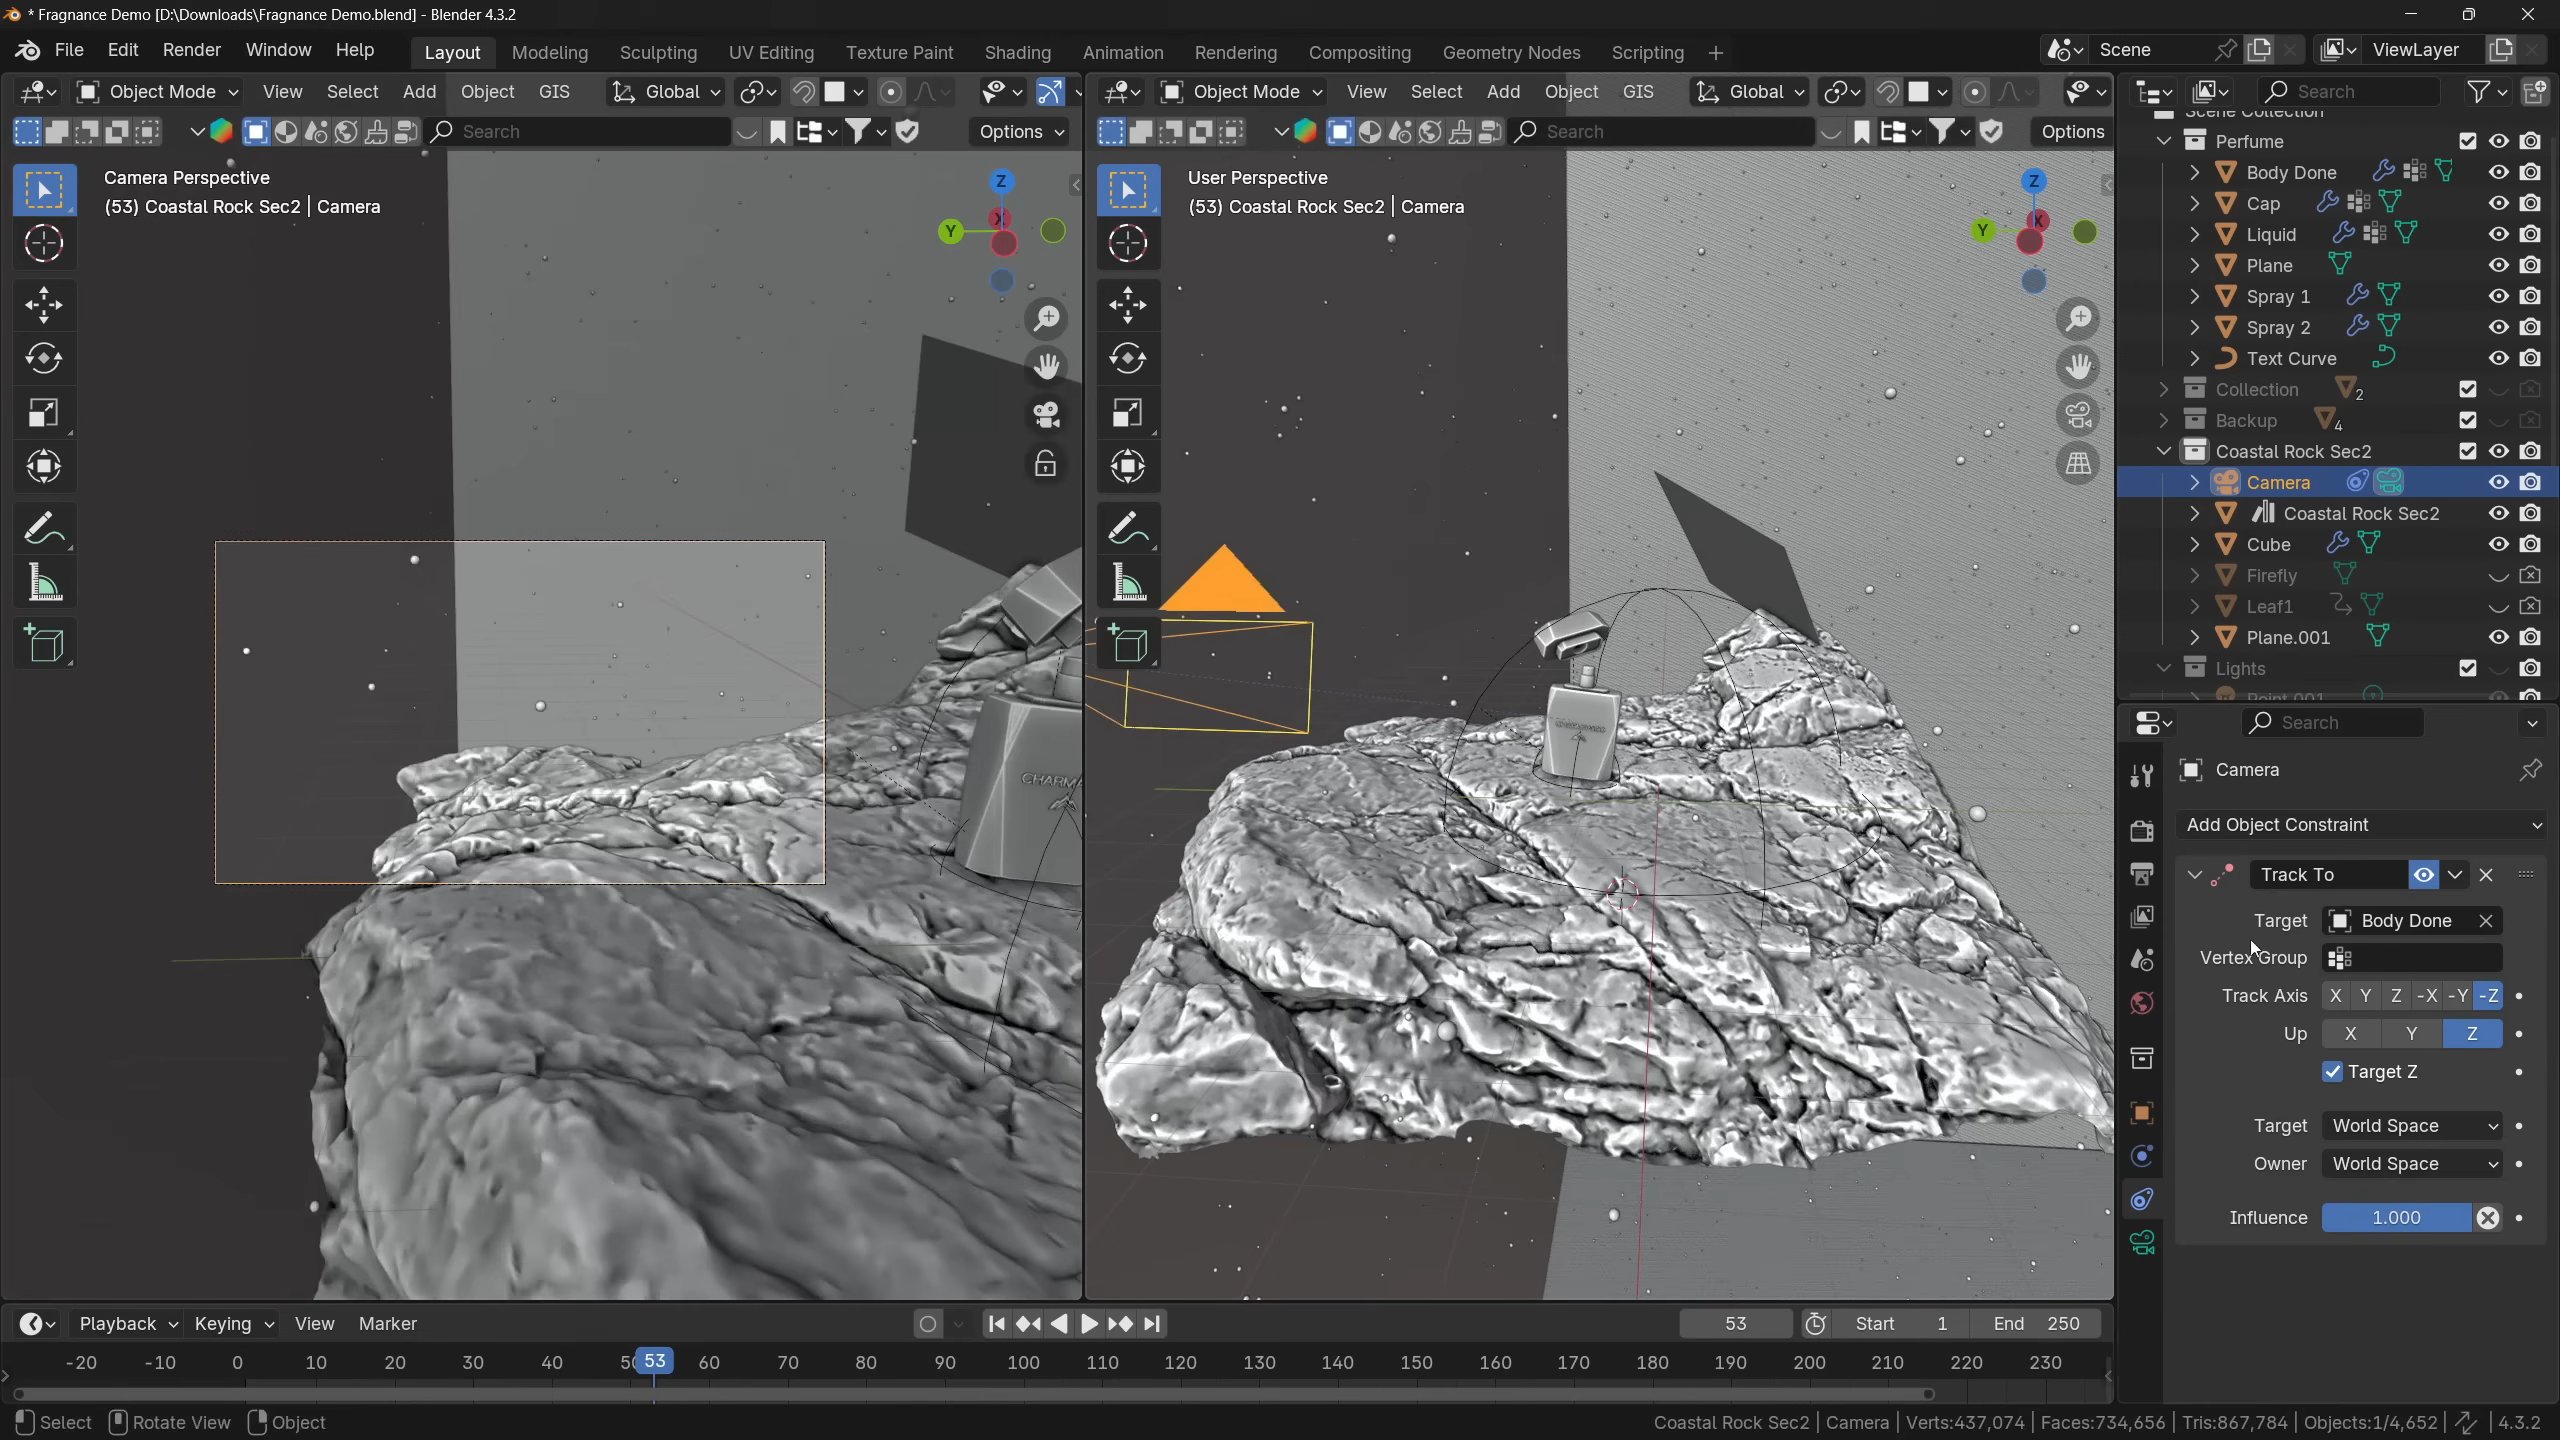 * Fragnance Demo [D:\Downloads\Fragnance Demo.blend] - Blender 4.3.2
File Edit Render Window Help
Layout Modeling Sculpting UV Editing Texture Paint Shading Animation Rendering Compositing Geometry Nodes Scripting +
Scene
ViewLayer
Object Mode View Select Add Object GIS Global
Search
Options
Camera Perspective
(53) Coastal Rock Sec2 | Camera
Z
X
Y
CHARMA
Object Mode View Select Add Object GIS Global
Search
Options
User Perspective
(53) Coastal Rock Sec2 | Camera
Z
X
Y
Search
Scene Collection
Perfume
Body Done
Cap
Liquid
Plane
Spray 1
Spray 2
Text Curve
Collection 2
Backup 4
Coastal Rock Sec2
Camera
Coastal Rock Sec2
Cube
Firefly
Leaf1
Plane.001
Lights
Point.001
Search
Camera
Add Object Constraint
Track To
Target Body Done
Vertex Group
Track Axis X Y Z -X -Y -Z
Up X Y Z
Target Z
Target World Space
Owner World Space
Influence 1.000
Playback Keying View Marker
53 Start 1 End 250
-20 -10 0 10 20 30 40 53 60 70 80 90 100 110 120 130 140 150 160 170 180 190 200 210 220 230
Select Rotate View Object
Coastal Rock Sec2 | Camera | Verts:437,074 | Faces:734,656 | Tris:867,784 | Objects:1/4,652 | 4.3.2